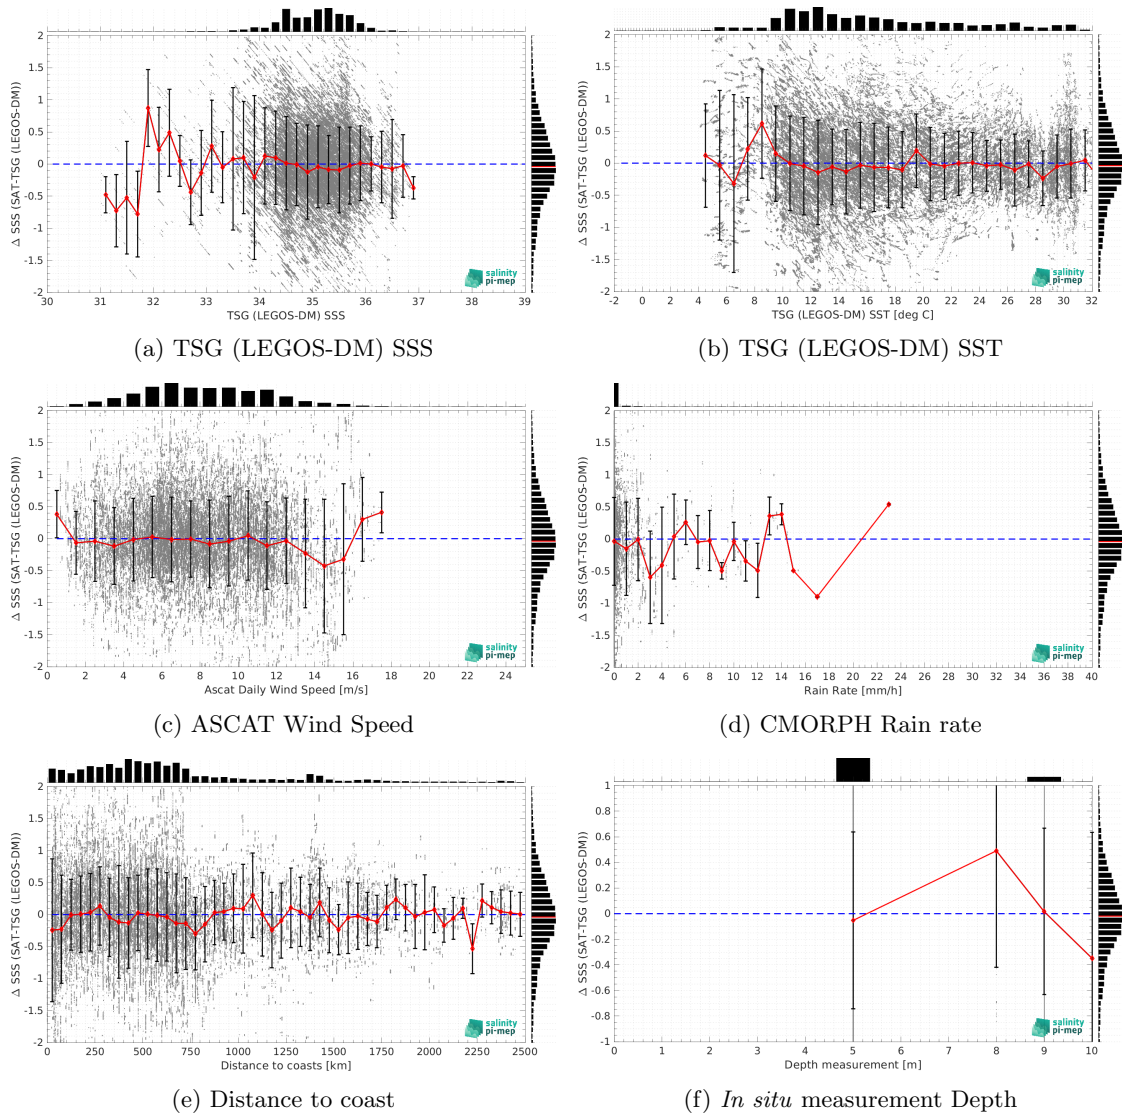 2
1.5
1
0.5
0
-0.5
-1
-1.5
-2
Δ SSS (SAT-TSG (LEGOS-DM))
30 31 32 33 34 35 36 37 38 39
TSG (LEGOS-DM) SSS
salinity
pi-mep
(a) TSG (LEGOS-DM) SSS
2
1.5
1
0.5
0
-0.5
-1
-1.5
-2
Δ SSS (SAT-TSG (LEGOS-DM))
-2 0 2 4 6 8 10 12 14 16 18 20 22 24 26 28 30 32
TSG (LEGOS-DM) SST [deg C]
salinity
pi-mep
(b) TSG (LEGOS-DM) SST
2
1.5
1
0.5
0
-0.5
-1
-1.5
-2
Δ SSS (SAT-TSG (LEGOS-DM))
0 2 4 6 8 10 12 14 16 18 20 22 24
Ascat Daily Wind Speed [m/s]
salinity
pi-mep
(c) ASCAT Wind Speed
2
1.5
1
0.5
0
-0.5
-1
-1.5
-2
Δ SSS (SAT-TSG (LEGOS-DM))
0 2 4 6 8 10 12 14 16 18 20 22 24 26 28 30 32 34 36 38 40
Rain Rate [mm/h]
salinity
pi-mep
(d) CMORPH Rain rate
2
1.5
1
0.5
0
-0.5
-1
-1.5
-2
Δ SSS (SAT-TSG (LEGOS-DM))
0 250 500 750 1000 1250 1500 1750 2000 2250 2500
Distance to coasts [km]
salinity
pi-mep
(e) Distance to coast
1
0.8
0.6
0.4
0.2
0
-0.2
-0.4
-0.6
-0.8
-1
Δ SSS (SAT-TSG (LEGOS-DM))
0 1 2 3 4 5 6 7 8 9 10
Depth measurement [m]
salinity
pi-mep
(f) In situ measurement Depth